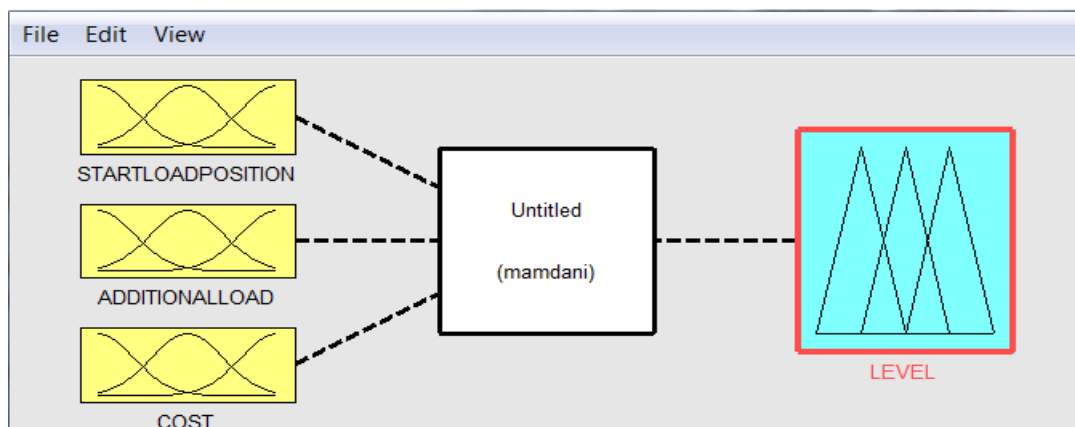 File Edit View
STARTLOADPOSITION
Untitled
ADDITIONALLOAD
(mamdani)
LEVEL
COST